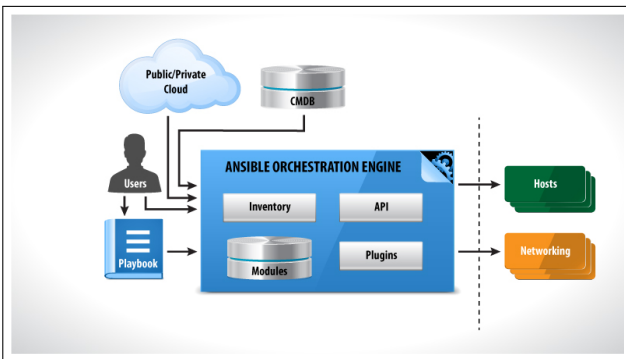 Public/Private
Cloud
CMDB
Users
Playbook
ANSIBLE ORCHESTRATION ENGINE
Inventory
API
Modules
Plugins
Hosts
Networking